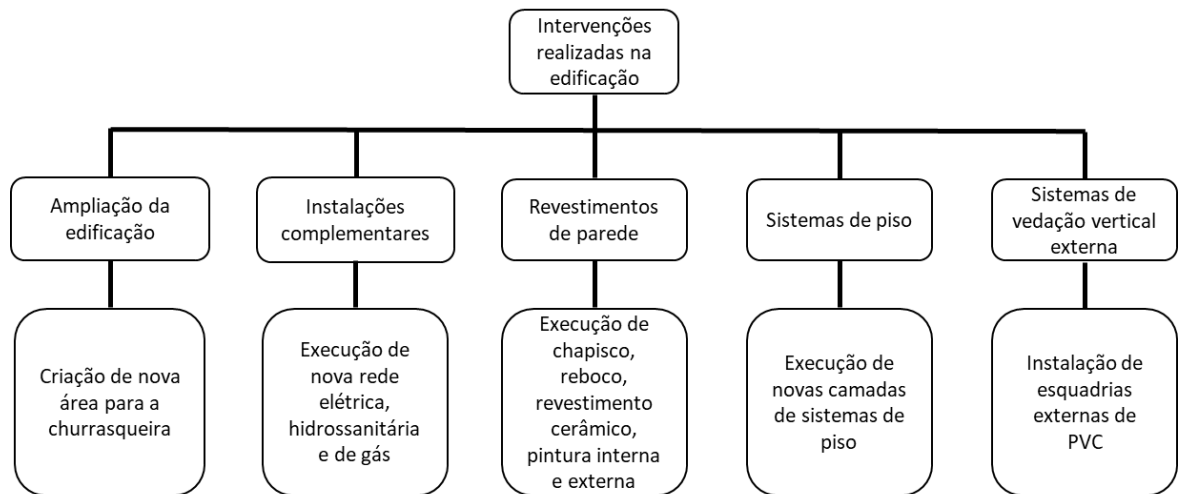 Intervenções
realizadas na
edificação
Ampliação da
edificação
Instalações
complementares
Revestimentos
de parede
Sistemas de piso
Sistemas de
vedação vertical
externa
Criação de nova
área para a
churrasqueira
Execução de
nova rede
elétrica,
hidrossanitária
e de gás
Execução de
chapisco,
reboco,
revestimento
cerâmico,
pintura interna
e externa
Execução de
novas camadas
de sistemas de
piso
Instalação de
esquadrias
externas de
PVC